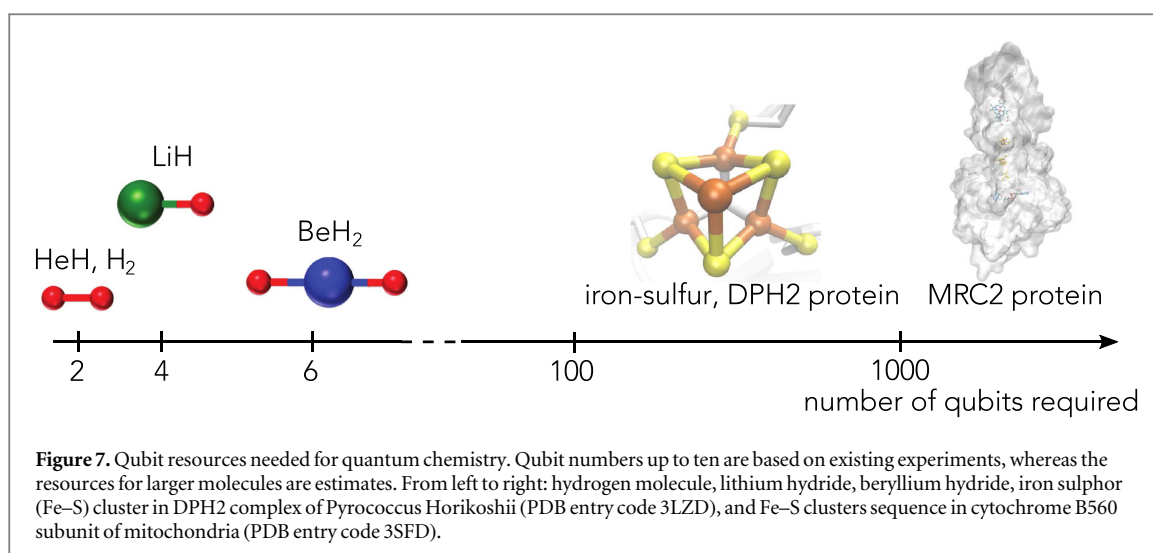 LiH
HeH, H₂
BeH₂
iron-sulfur, DPH2 protein
MRC2 protein
2
4
6
100
1000
number of qubits required
Figure 7. Qubit resources needed for quantum chemistry. Qubit numbers up to ten are based on existing experiments, whereas the
resources for larger molecules are estimates. From left to right: hydrogen molecule, lithium hydride, beryllium hydride, iron sulphor
(Fe–S) cluster in DPH2 complex of Pyrococcus Horikoshii (PDB entry code 3LZD), and Fe–S clusters sequence in cytochrome B560
subunit of mitochondria (PDB entry code 3SFD).